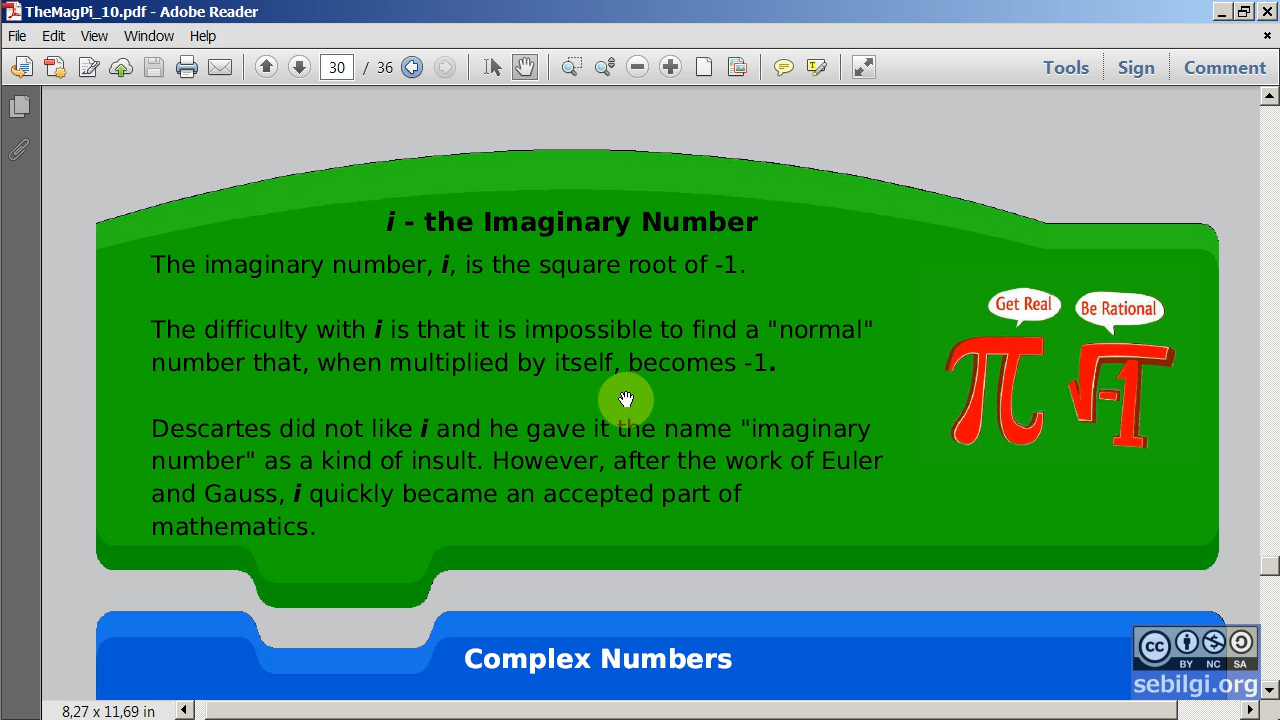 TheMagPi_10.pdf - Adobe Reader
File Edit View Window Help
30 / 36
Tools Sign Comment
i - the Imaginary Number
The imaginary number, i, is the square root of -1.
The difficulty with i is that it is impossible to find a "normal"
number that, when multiplied by itself, becomes -1.
Descartes did not like i and he gave it the name "imaginary
number" as a kind of insult. However, after the work of Euler
and Gauss, i quickly became an accepted part of
mathematics.
Get Real
Be Rational
π √-1
Complex Numbers
cc BY NC SA
sebilgi.org
8,27 x 11,69 in